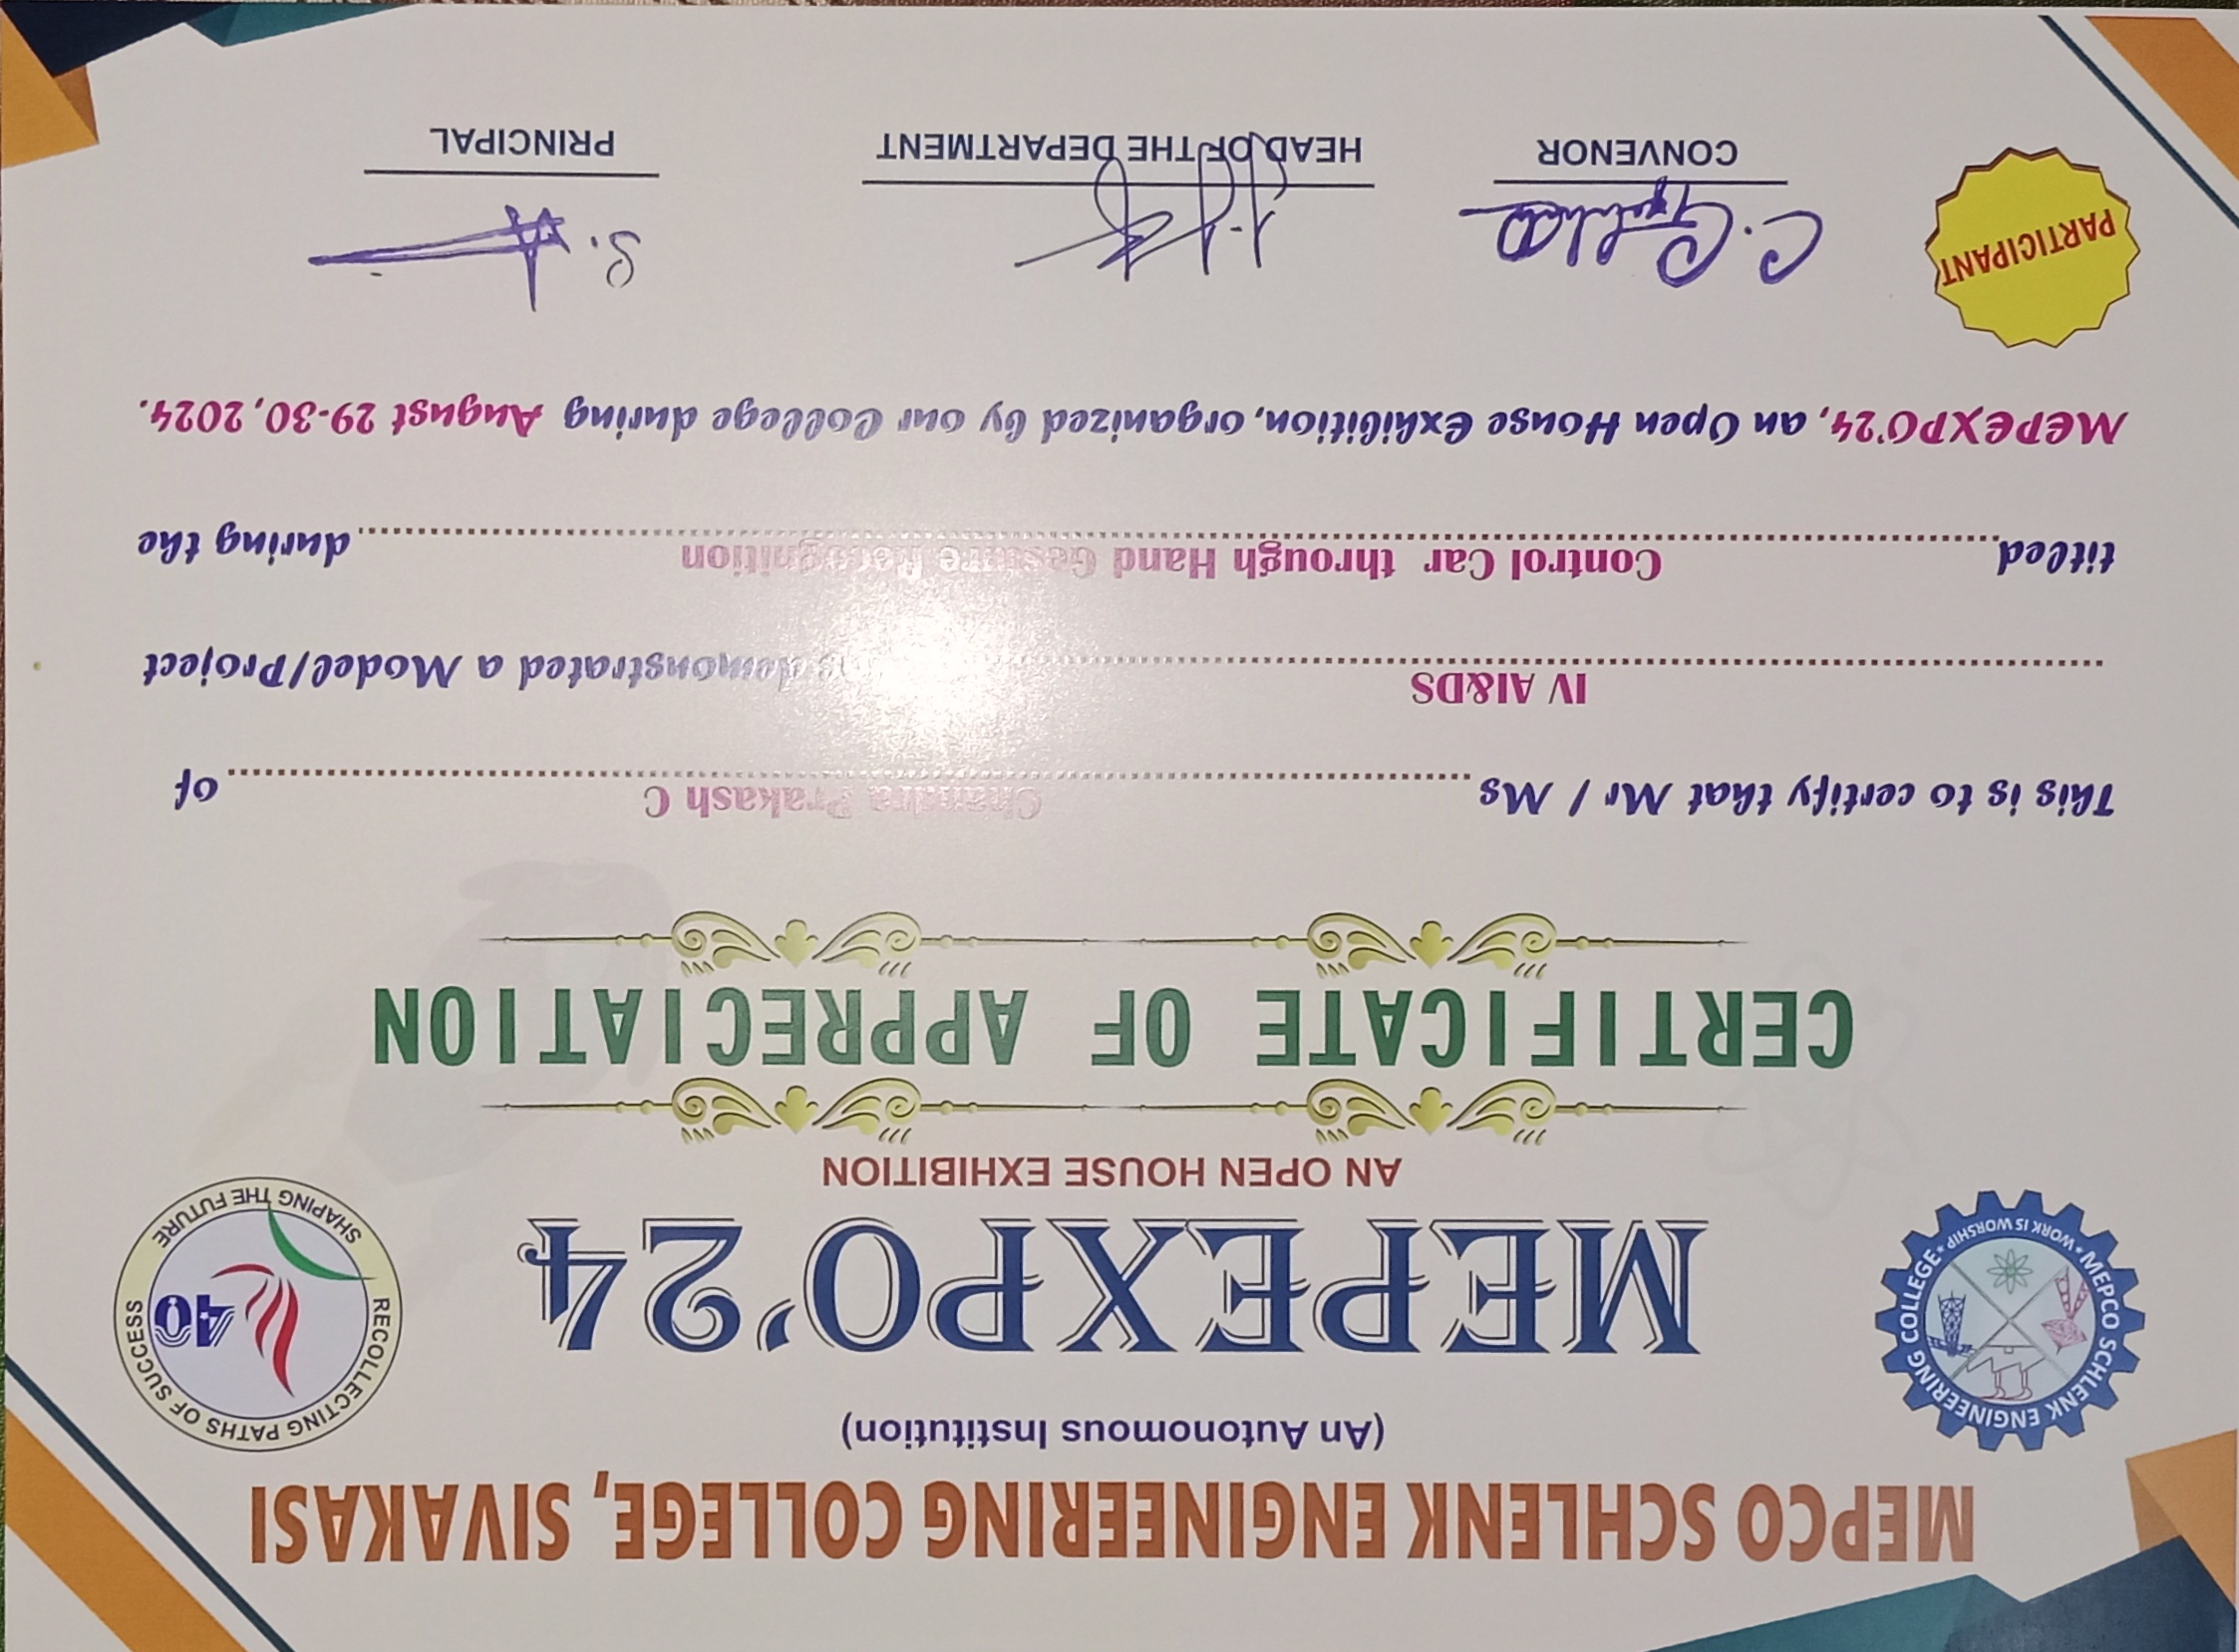 MEPCO SCHLENK ENGINEERING COLLEGE, SIVAKASI
(An Autonomous Institution)
MEPCO SCHLENK ENGINEERING COLLEGE
* WORK IS WORSHIP *
MEPEXPO'24
RECOLLECTING PATHS OF SUCCESS
40
SHAPING THE FUTURE
AN OPEN HOUSE EXHIBITION
CERTIFICATE OF APPRECIATION
This is to certify that Mr / Ms Chandra Prakash C of
IV AI&DS demonstrated a Model/Project
titled Control Car through Hand Gesture Recognition during the
MEPEXPO'24, an Open House Exhibition, organized by our College during August 29-30, 2024.
PARTICIPANT
CONVENOR
HEAD OF THE DEPARTMENT
PRINCIPAL